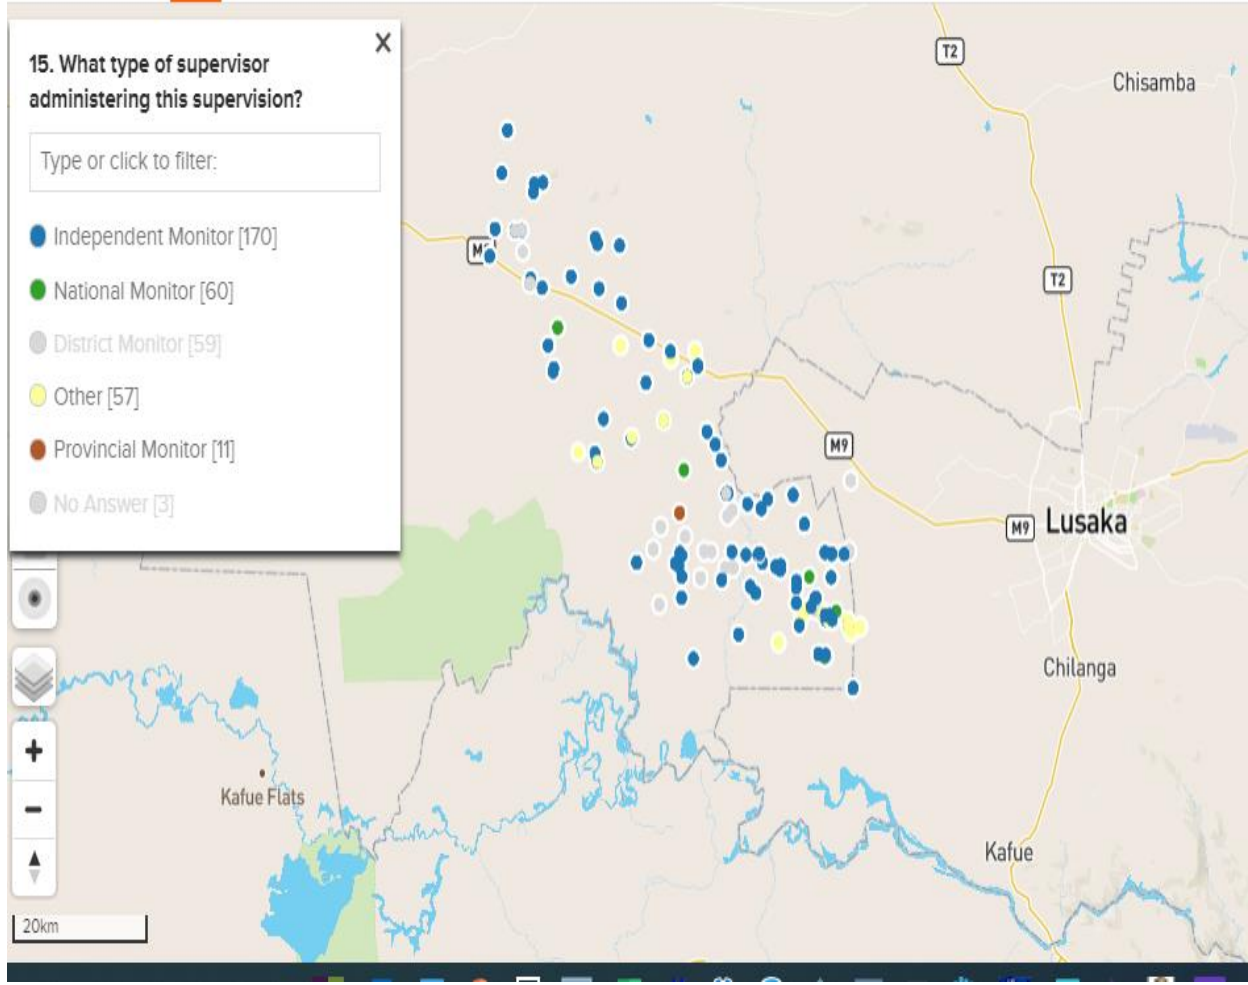 15. What type of supervisor
administering this supervision?
X
Type or click to filter:
Independent Monitor [170]
National Monitor [60]
District Monitor [59]
Other [57]
Provincial Monitor [11]
No Answer [3]
T2
Chisamba
T2
M9
M9
Lusaka
Chilanga
Kafue Flats
Kafue
20km